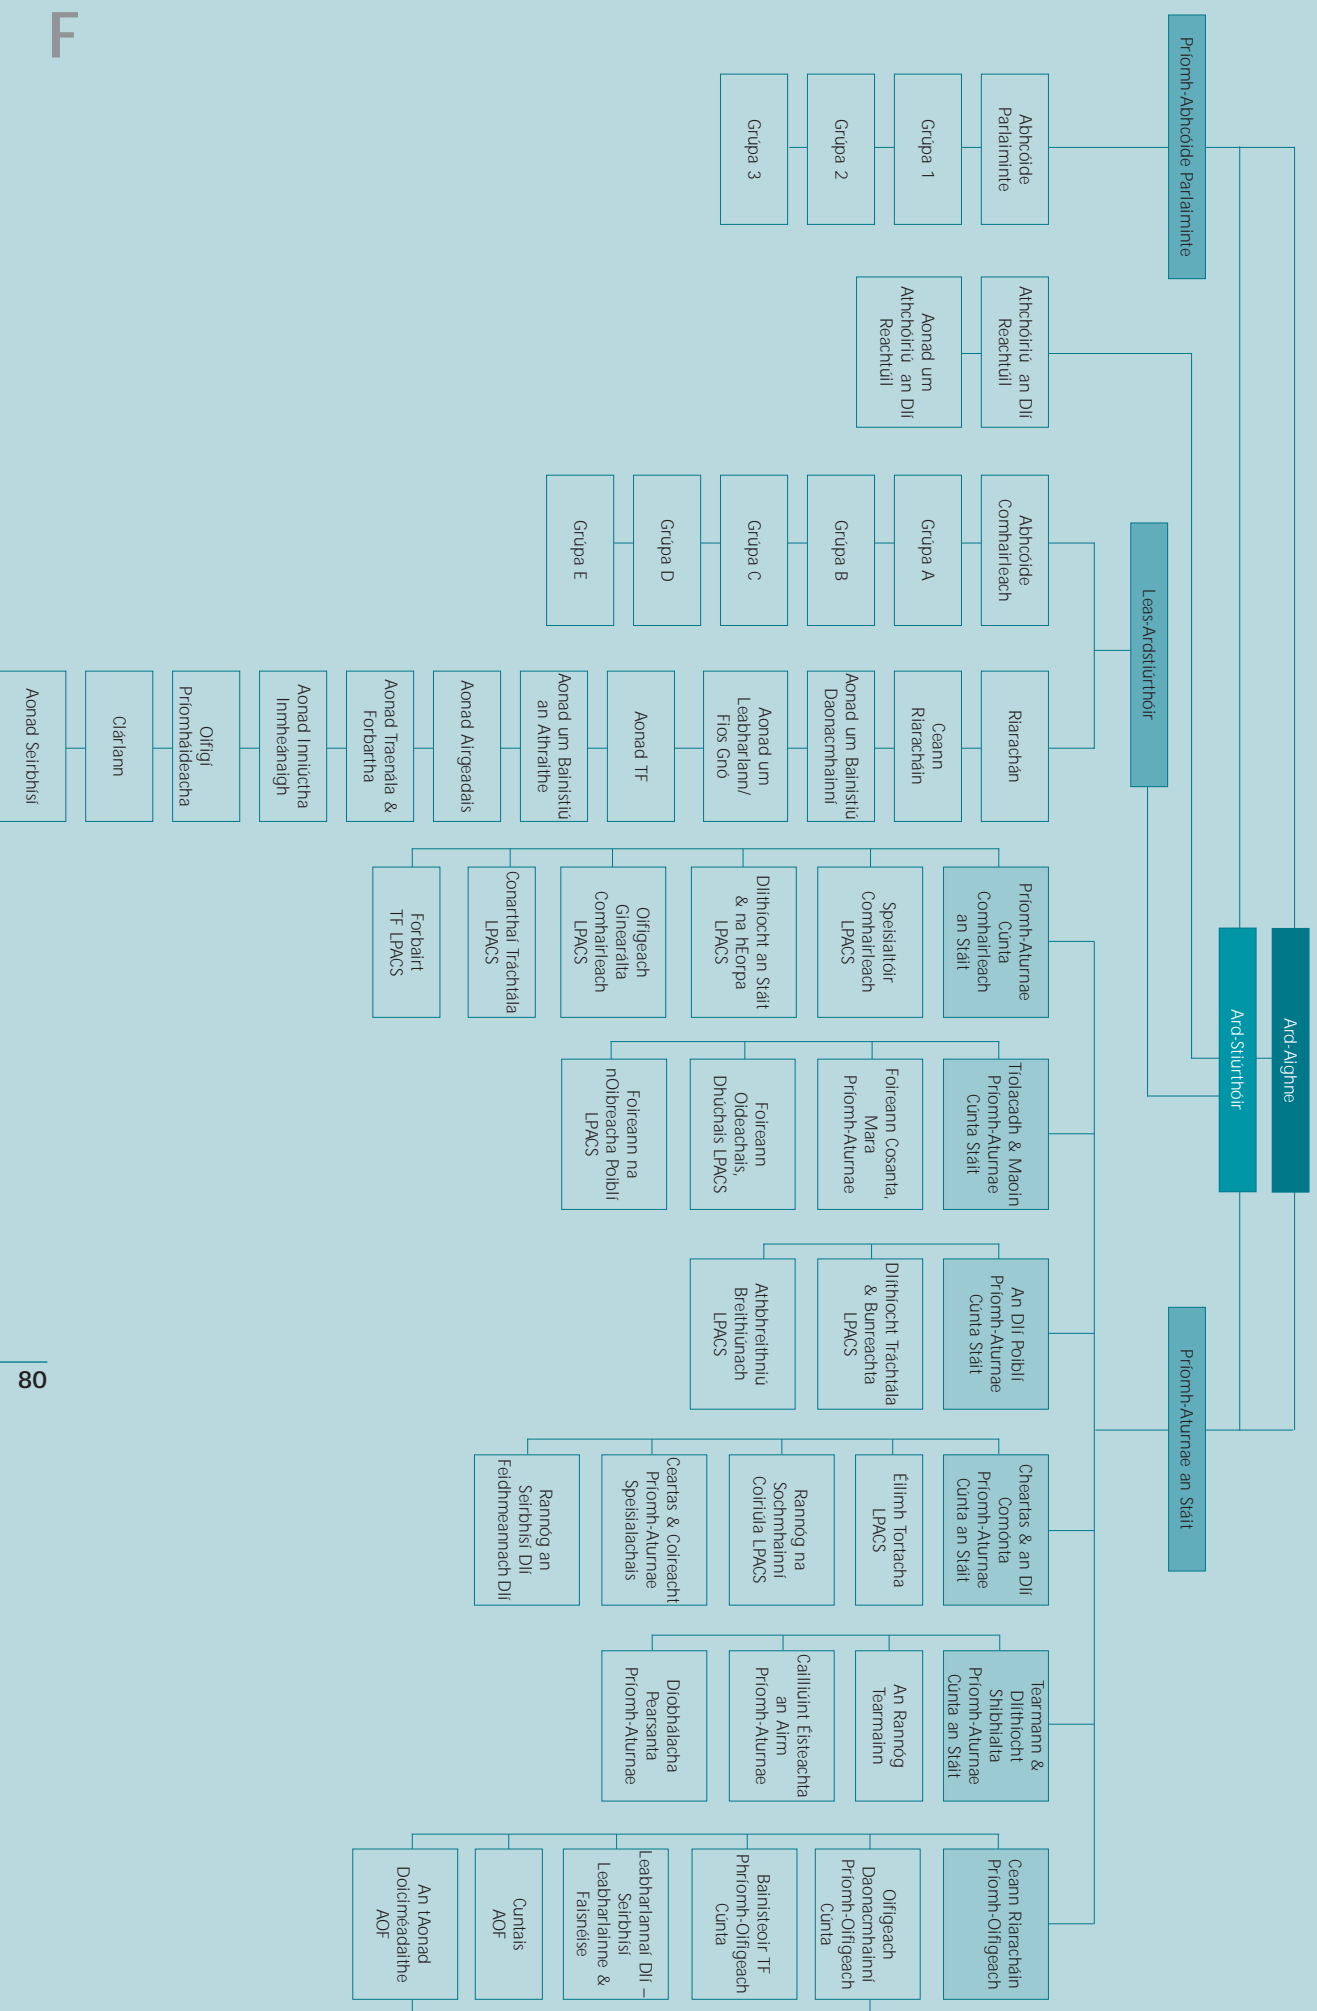 F
Ard-Aighne
Ard-Stiúrthóir
Príomh-Abhcóide Parlaiminte
Leas-Ardstiúrthóir
Príomh-Aturnae an Stáit
Abhcóide
Parlaiminte
Grúpa 1
Grúpa 2
Grúpa 3
Athchóiriú an Dlí
Reachtúil
Aonad um
Athchóiriú an Dlí
Reachtúil
Abhcóide
Comhairleach
Grúpa A
Grúpa B
Grúpa C
Grúpa D
Grúpa E
Riarachán
Ceann
Riaracháin
Aonad um Bainistiú
Daonacmhainní
Aonad um
Leabharlann/
Fios Gnó
Aonad TF
Aonad um Bainistiú
an Athraithe
Aonad Airgeadais
Aonad Traenála &
Forbartha
Aonad Inniúctha
Inmheánaigh
Oifigí
Príomháideacha
Clárlann
Aonad Seirbhísí
Príomh-Aturnae
Cúnta
Comhairleach
an Stáit
Speisialtóir
Comhairleach
LPACS
Dlithíocht an Stáit
& na hEorpa
LPACS
Oifigeach
Ginearálta
Comhairleach
LPACS
Conarthaí Tráchtála
LPACS
Forbairt
TF LPACS
Tíolacadh & Maoin
Príomh-Aturnae
Cúnta Stáit
Foireann Cosanta,
Mara
Príomh-Aturnae
Foireann
Oideachais,
Dhúchais LPACS
Foireann na
nOibreacha Poiblí
LPACS
An Dlí Poiblí
Príomh-Aturnae
Cúnta Stáit
Dlíthíocht Tráchtála
& Bunreachta
LPACS
Athbhreithniú
Breithiúnach
LPACS
Cheartas & an Dlí
Comónta
Príomh-Aturnae
Cúnta an Stáit
Éilimh Tortacha
LPACS
Rannóg na
Sochmhainní
Coiriúla LPACS
Ceartas & Coireacht
Príomh-Aturnae
Speisialachais
Rannóg an
Seirbhísí Dlí
Feidhmeannach Dlí
Tearmann &
Dlíthíocht
Shibhialta
Príomh-Aturnae
Cúnta an Stáit
An Rannóg
Tearmainn
Cailliúint Éisteachta
an Airm
Príomh-Aturnae
Díobhálacha
Pearsanta
Príomh-Aturnae
Ceann Riaracháin
Príomh-Oifigeach
Oifigeach
Daonacmhainní
Príomh-Oifigeach
Cúnta
Bainisteoir TF
Phríomh-Oifigeach
Cúnta
Leabharlannaí Dlí –
Seirbhísí
Leabharlainne &
Faisnéise
Cuntais
AOF
An tAonad
Doiciméadaithe
AOF
80